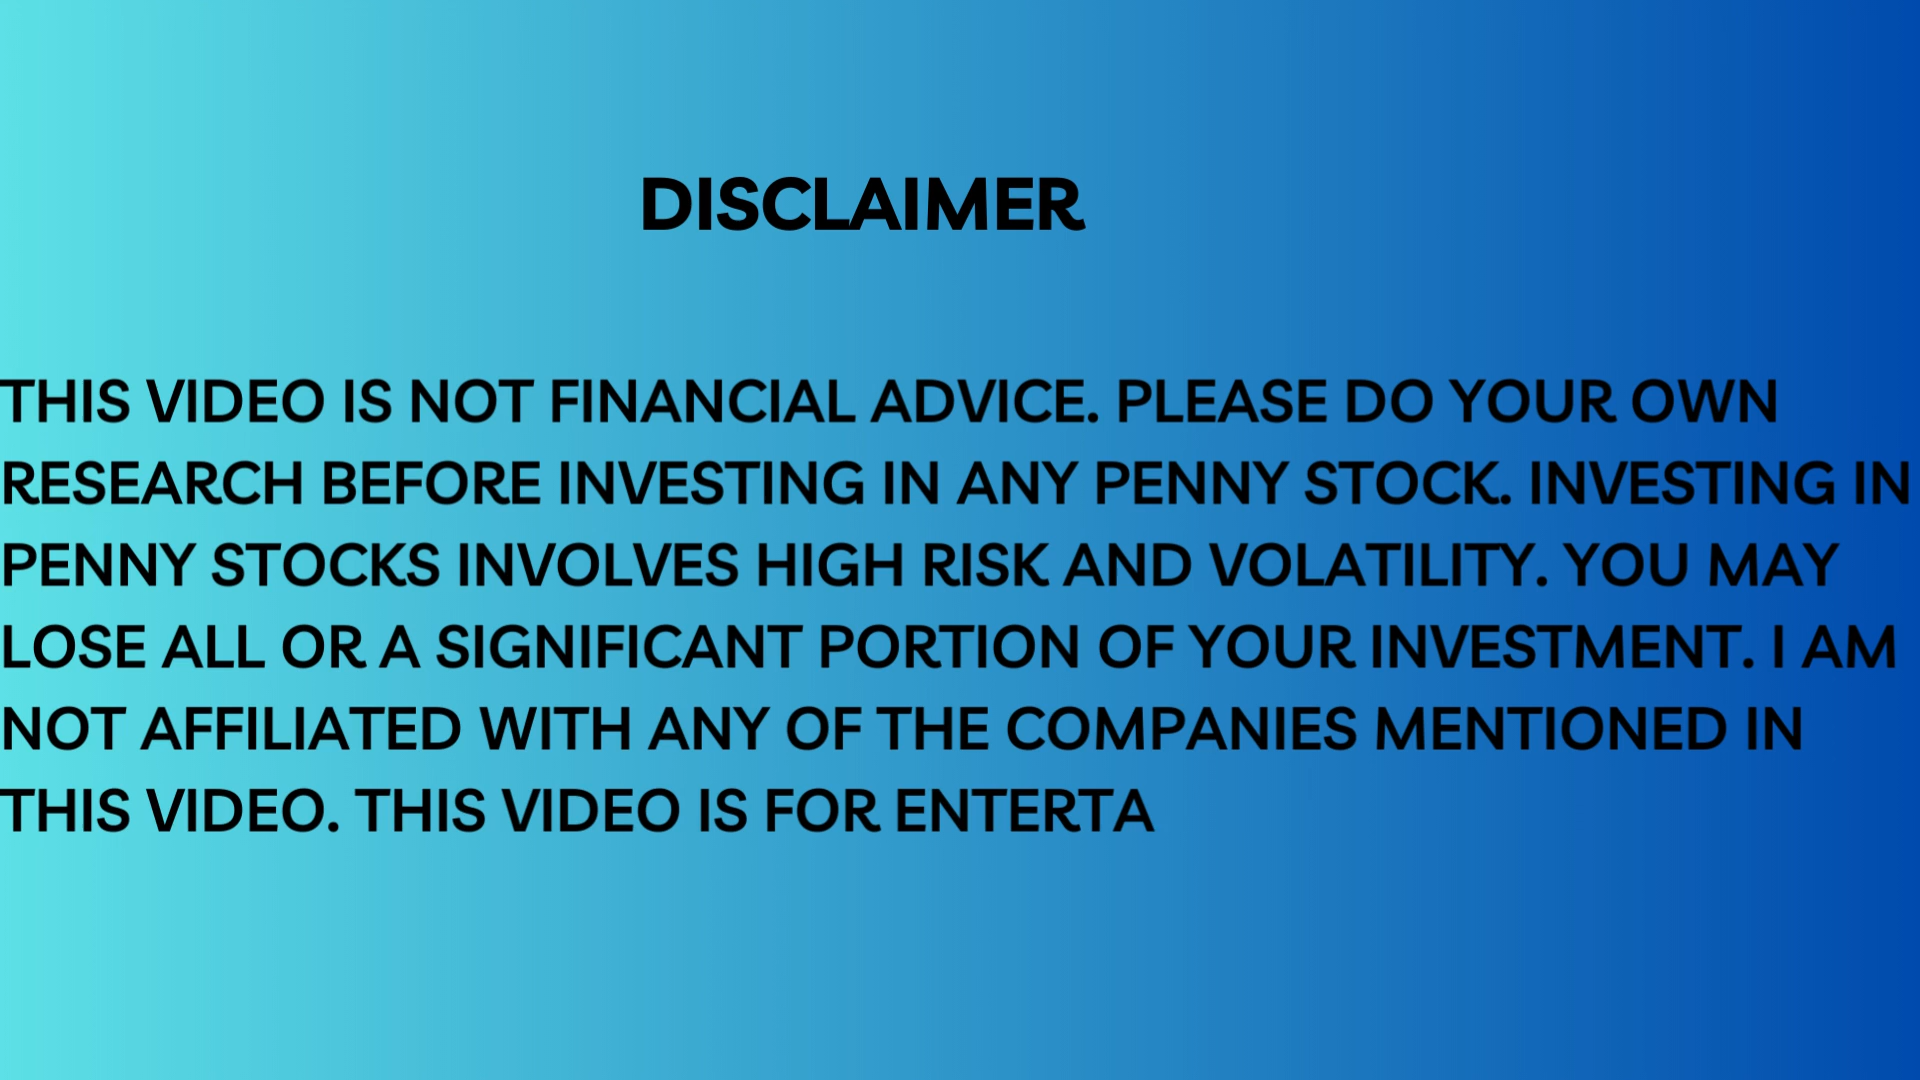 DISCLAIMER
THIS VIDEO IS NOT FINANCIAL ADVICE. PLEASE DO YOUR OWN
RESEARCH BEFORE INVESTING IN ANY PENNY STOCK. INVESTING IN
PENNY STOCKS INVOLVES HIGH RISK AND VOLATILITY. YOU MAY
LOSE ALL OR A SIGNIFICANT PORTION OF YOUR INVESTMENT. I AM
NOT AFFILIATED WITH ANY OF THE COMPANIES MENTIONED IN
THIS VIDEO. THIS VIDEO IS FOR ENTERTA